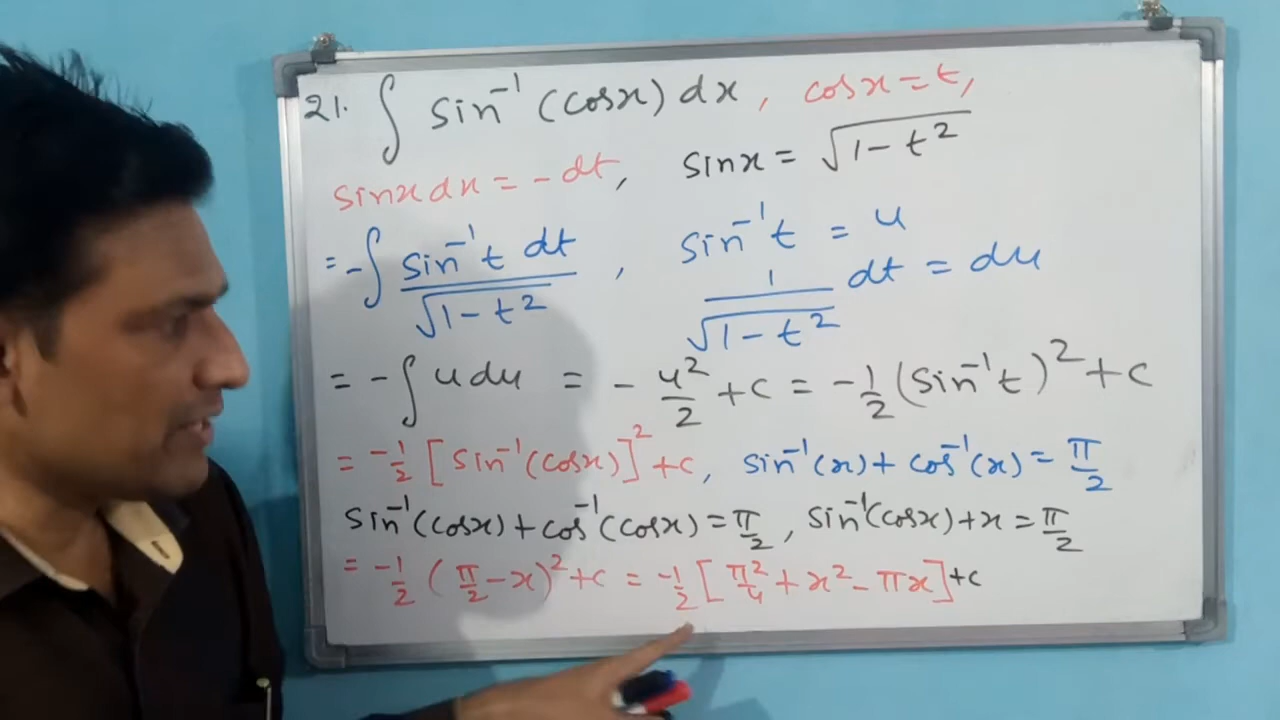 21. ∫ sin⁻¹ (cosx) dx, cosx = t,
sinx dx = - dt, sinx = √(1 - t²)
= -∫ sin⁻¹t dt / √(1 - t²), sin⁻¹t = u
1/√(1 - t²) dt = du
= -∫ u du = - u²/2 + c = -1/2 (sin⁻¹t)² + c
= -1/2 [sin⁻¹(cosx)]² + c, sin⁻¹(x) + cos⁻¹(x) = π/2
sin⁻¹(cosx) + cos⁻¹(cosx) = π/2, sin⁻¹(cosx) + x = π/2
= -1/2 (π/2 - x)² + c = -1/2 [π²/4 + x² - πx] + c